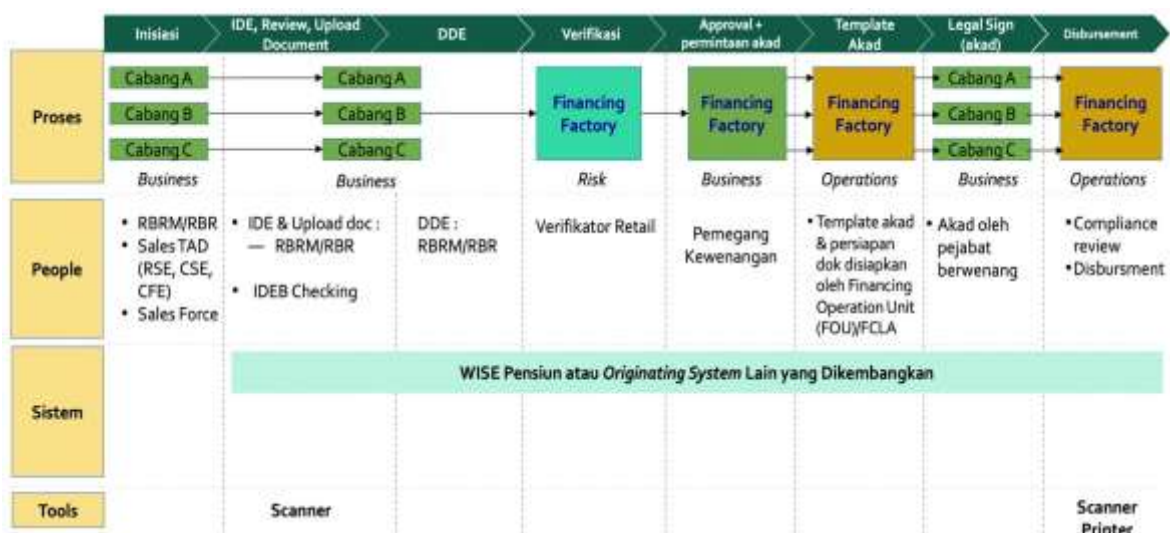 Inisiasi
IDE, Review, Upload
Document
DDE
Verifikasi
Approval +
permintaan akad
Template
Akad
Legal Sign
(akad)
Disbursement
Proses
Cabang A
Cabang B
Cabang C
Cabang A
Cabang B
Cabang C
Financing
Factory
Financing
Factory
Financing
Factory
Cabang A
Cabang B
Cabang C
Financing
Factory
Business
Business
Risk
Business
Operations
Business
Operations
People
• RBRM/RBR
• Sales TAD
(RSE, CSE,
CFE)
• Sales Force
• IDE & Upload doc :
— RBRM/RBR
• IDEB Checking
DDE :
RBRM/RBR
Verifikator Retail
Pemegang
Kewenangan
• Template akad
& persiapan
dok disiapkan
oleh Financing
Operation Unit
(FOU)/FCLA
• Akad oleh
pejabat
berwenang
• Compliance
review
• Disbursment
Sistem
WISE Pensiun atau Originating System Lain yang Dikembangkan
Tools
Scanner
Scanner
Printer